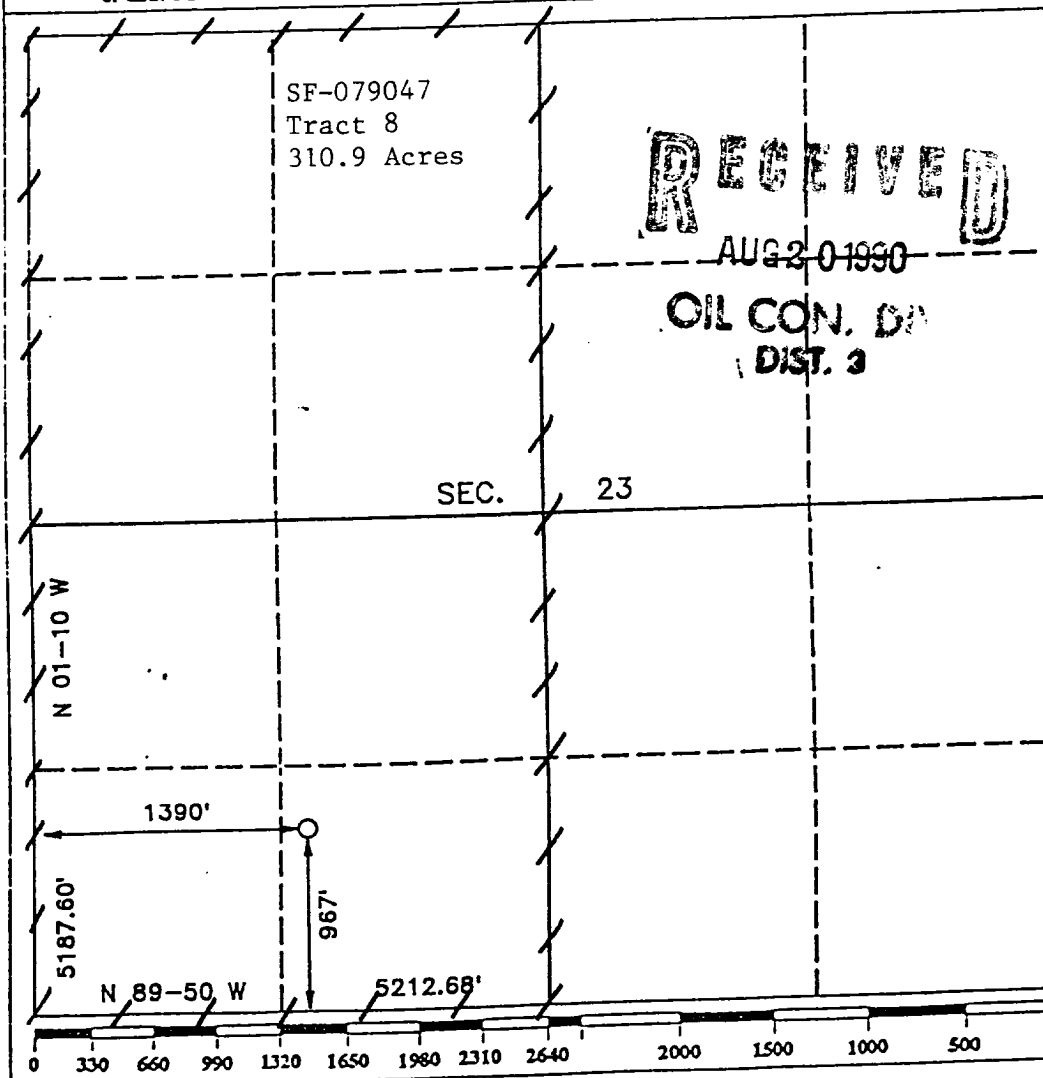 SF-079047
Tract 8
310.9 Acres
RECEIVED
AUG 2 0 1990
OIL CON.
DIST. 3
SEC. 23
N 01-10 W
1390'
967'
5187.60'
N 89-50 W 5212.68'
0 330 660 990 1320 1650 1980 2310 2640 2000 1500 1000 500